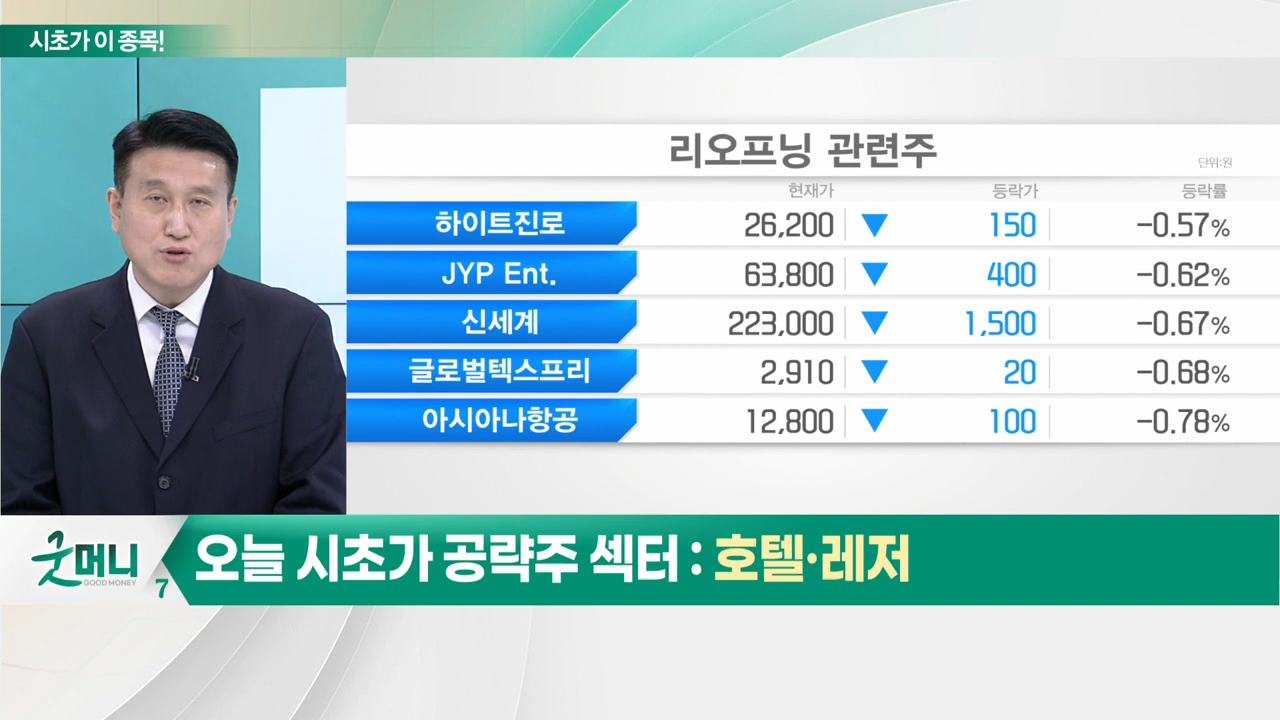 시초가 이 종목!
리오프닝 관련주
단위:원
현재가 등락가 등락률
하이트진로 26,200 ▼ 150 -0.57%
JYP Ent. 63,800 ▼ 400 -0.62%
신세계 223,000 ▼ 1,500 -0.67%
글로벌텍스프리 2,910 ▼ 20 -0.68%
아시아나항공 12,800 ▼ 100 -0.78%
굿머니 7
GOOD MONEY
오늘 시초가 공략주 섹터 : 호텔·레저